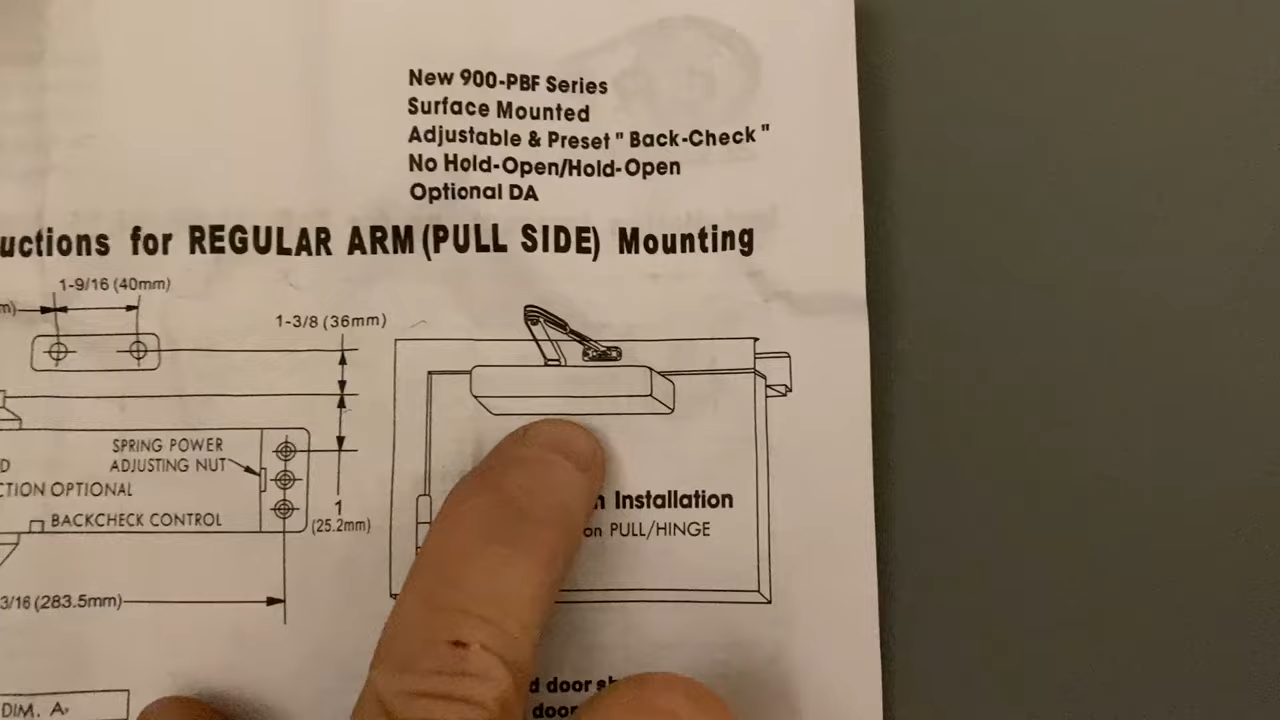 New 900-PBF Series
Surface Mounted
Adjustable & Preset " Back-Check "
No Hold-Open/Hold-Open
Optional DA
uctions for REGULAR ARM (PULL SIDE) Mounting
1-9/16 (40mm)
m)
1-3/8 (36mm)
SPRING POWER
ADJUSTING NUT
D
CTION OPTIONAL
BACKCHECK CONTROL
1
(25.2mm)
n Installation
on PULL/HINGE
3/16 (283.5mm)
d door
door
DIM. A